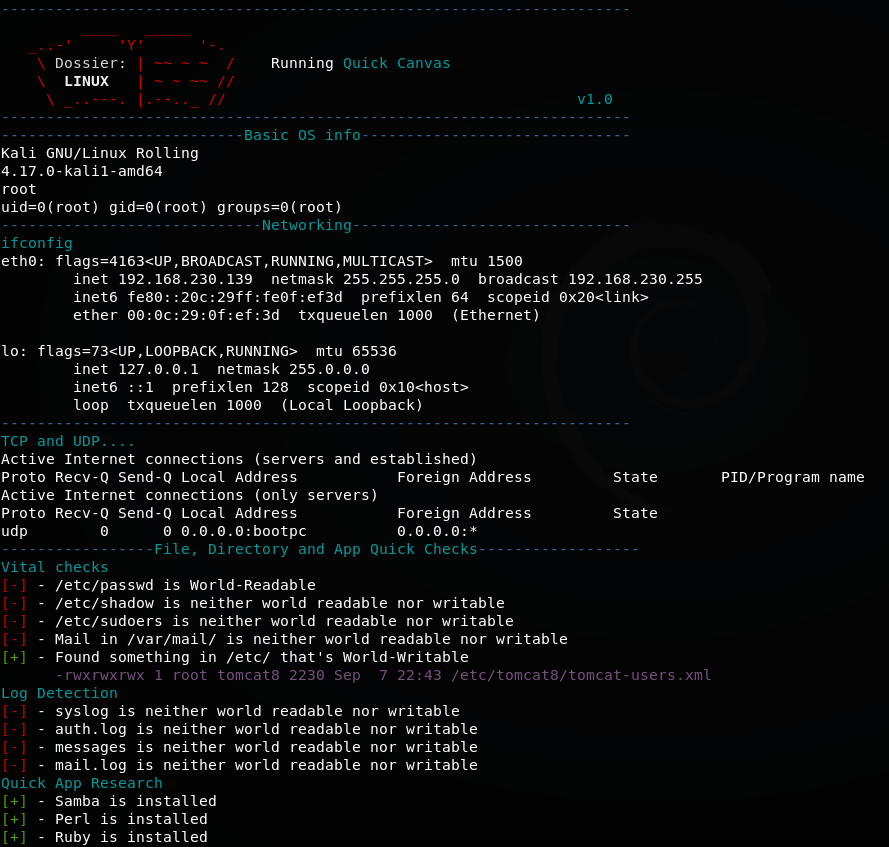 ----------------------------------------------------------------------
         ____   _____
   _..-'     'Y'      '-.
    \ Dossier: | ~~ ~ ~  /    Running Quick Canvas
    \  LINUX   | ~ ~ ~~ //
     \ _..---. |.--.._ //                                       v1.0
----------------------------------------------------------------------
---------------------------Basic OS info------------------------------
Kali GNU/Linux Rolling
4.17.0-kali1-amd64
root
uid=0(root) gid=0(root) groups=0(root)
-----------------------------Networking-------------------------------
ifconfig
eth0: flags=4163<UP,BROADCAST,RUNNING,MULTICAST>  mtu 1500
        inet 192.168.230.139  netmask 255.255.255.0  broadcast 192.168.230.255
        inet6 fe80::20c:29ff:fe0f:ef3d  prefixlen 64  scopeid 0x20<link>
        ether 00:0c:29:0f:ef:3d  txqueuelen 1000  (Ethernet)

lo: flags=73<UP,LOOPBACK,RUNNING>  mtu 65536
        inet 127.0.0.1  netmask 255.0.0.0
        inet6 ::1  prefixlen 128  scopeid 0x10<host>
        loop  txqueuelen 1000  (Local Loopback)
----------------------------------------------------------------------
TCP and UDP....
Active Internet connections (servers and established)
Proto Recv-Q Send-Q Local Address           Foreign Address         State       PID/Program name
Active Internet connections (only servers)
Proto Recv-Q Send-Q Local Address           Foreign Address         State
udp        0      0 0.0.0.0:bootpc          0.0.0.0:*
-----------------File, Directory and App Quick Checks------------------
Vital checks
[-] - /etc/passwd is World-Readable
[-] - /etc/shadow is neither world readable nor writable
[-] - /etc/sudoers is neither world readable nor writable
[-] - Mail in /var/mail/ is neither world readable nor writable
[+] - Found something in /etc/ that's World-Writable
      -rwxrwxrwx 1 root tomcat8 2230 Sep  7 22:43 /etc/tomcat8/tomcat-users.xml
Log Detection
[-] - syslog is neither world readable nor writable
[-] - auth.log is neither world readable nor writable
[-] - messages is neither world readable nor writable
[-] - mail.log is neither world readable nor writable
Quick App Research
[+] - Samba is installed
[+] - Perl is installed
[+] - Ruby is installed